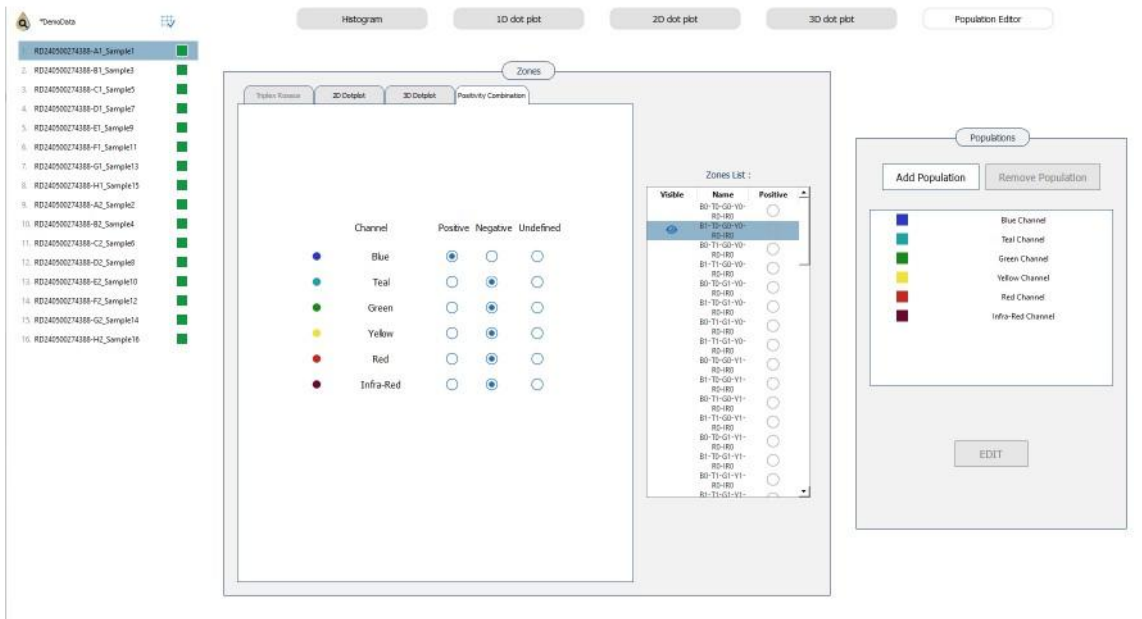 *DemoData
Histogram
1D dot plot
2D dot plot
3D dot plot
Population Editor
1. RD240500274388-A1_Sample1
2. RD240500274388-B1_Sample3
3. RD240500274388-C1_Sample5
4. RD240500274388-D1_Sample7
5. RD240500274388-E1_Sample9
6. RD240500274388-F1_Sample11
7. RD240500274388-G1_Sample13
8. RD240500274388-H1_Sample15
9. RD240500274388-A2_Sample2
10. RD240500274388-B2_Sample4
11. RD240500274388-C2_Sample6
12. RD240500274388-D2_Sample8
13. RD240500274388-E2_Sample10
14. RD240500274388-F2_Sample12
15. RD240500274388-G2_Sample14
16. RD240500274388-H2_Sample16
Zones
2D Dotplot
3D Dotplot
Positivity Combination
Channel Positive Negative Undefined
Blue
Teal
Green
Yellow
Red
Infra-Red
Zones List :
Visible Name Positive
B0-T0-G0-Y0-
R0-IR0
B1-T0-G0-Y0-
R0-IR0
B0-T1-G0-Y0-
R0-IR0
B1-T1-G0-Y0-
R0-IR0
B0-T0-G1-Y0-
R0-IR0
B1-T0-G1-Y0-
R0-IR0
B0-T1-G1-Y0-
R0-IR0
B1-T1-G1-Y0-
R0-IR0
B0-T0-G0-Y1-
R0-IR0
B1-T0-G0-Y1-
R0-IR0
B0-T1-G0-Y1-
R0-IR0
B1-T1-G0-Y1-
R0-IR0
B0-T0-G1-Y1-
R0-IR0
B1-T0-G1-Y1-
R0-IR0
B0-T1-G1-Y1-
R0-IR0
B1-T1-G1-Y1-
Populations
Add Population
Remove Population
Blue Channel
Teal Channel
Green Channel
Yellow Channel
Red Channel
Infra-Red Channel
EDIT